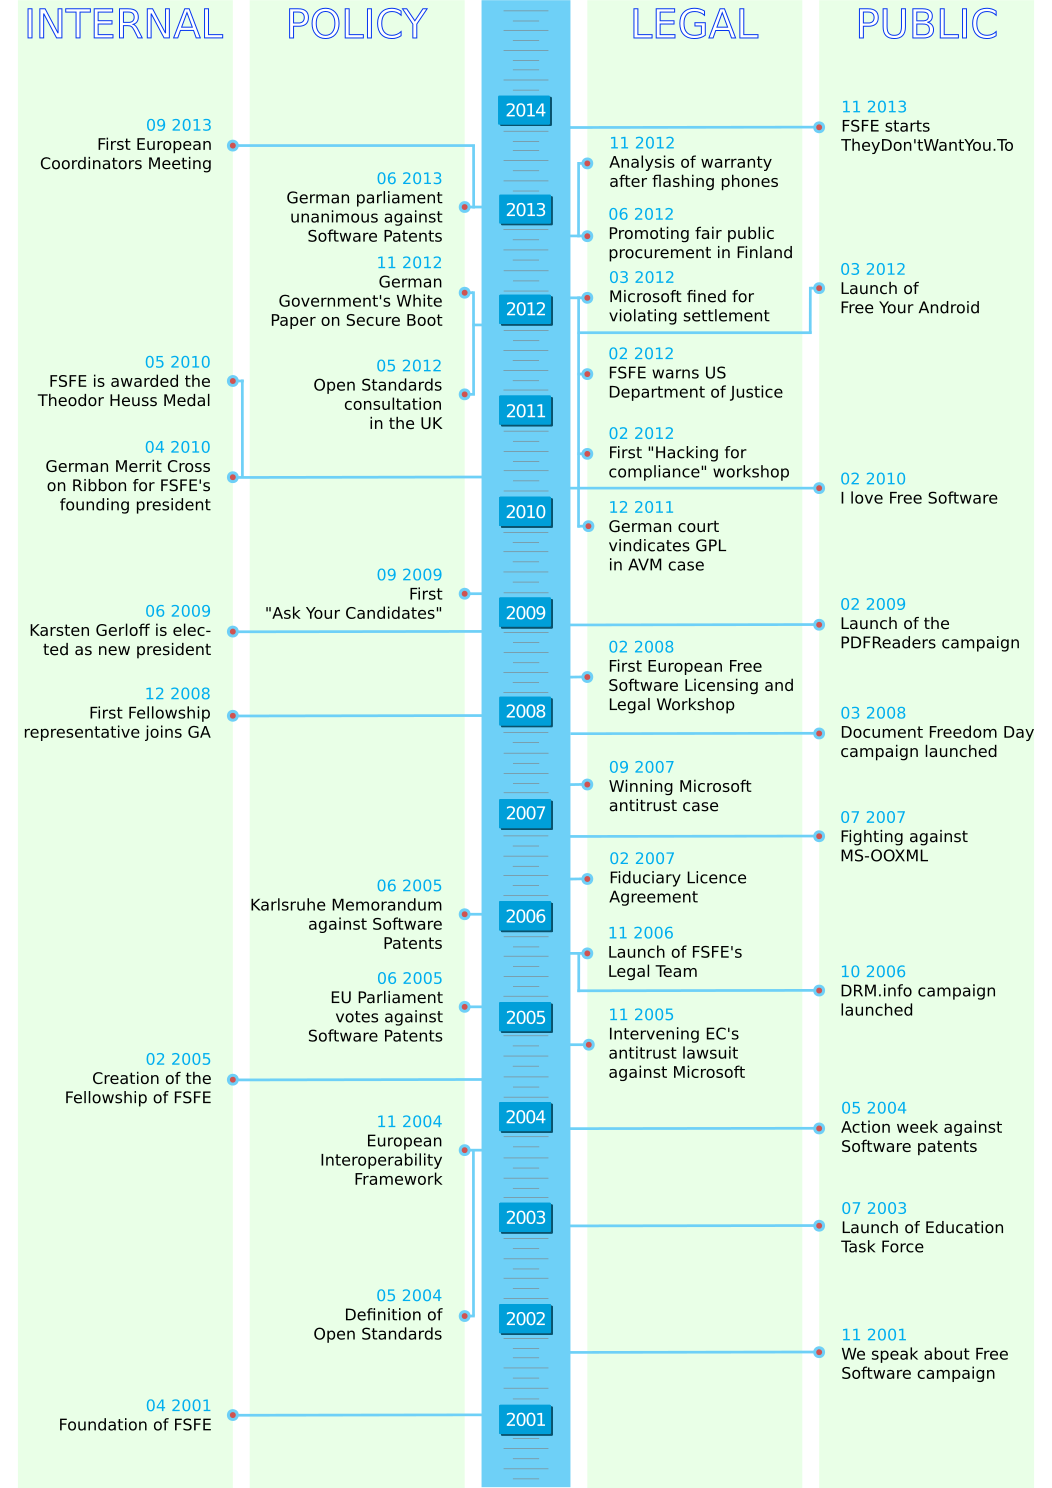 INTERNAL
09 2013
First European
Coordinators Meeting
05 2010
FSFE is awarded the
Theodor Heuss Medal
04 2010
German Merrit Cross
on Ribbon for FSFE's
founding president
06 2009
Karsten Gerloff is elec-
ted as new president
12 2008
First Fellowship
representative joins GA
02 2005
Creation of the
Fellowship of FSFE
04 2001
Foundation of FSFE
POLICY
06 2013
German parliament
unanimous against
Software Patents
11 2012
German
Government's White
Paper on Secure Boot
05 2012
Open Standards
consultation
in the UK
09 2009
First
"Ask Your Candidates"
06 2005
Karlsruhe Memorandum
against Software
Patents
06 2005
EU Parliament
votes against
Software Patents
11 2004
European
Interoperability
Framework
05 2004
Definition of
Open Standards
2014
2013
2012
2011
2010
2009
2008
2007
2006
2005
2004
2003
2002
2001
LEGAL
11 2012
Analysis of warranty
after flashing phones
06 2012
Promoting fair public
procurement in Finland
03 2012
Microsoft fined for
violating settlement
02 2012
FSFE warns US
Department of Justice
02 2012
First "Hacking for
compliance" workshop
12 2011
German court
vindicates GPL
in AVM case
02 2008
First European Free
Software Licensing and
Legal Workshop
09 2007
Winning Microsoft
antitrust case
02 2007
Fiduciary Licence
Agreement
11 2006
Launch of FSFE's
Legal Team
11 2005
Intervening EC's
antitrust lawsuit
against Microsoft
PUBLIC
11 2013
FSFE starts
TheyDon'tWantYou.To
03 2012
Launch of
Free Your Android
02 2010
I love Free Software
02 2009
Launch of the
PDFReaders campaign
03 2008
Document Freedom Day
campaign launched
07 2007
Fighting against
MS-OOXML
10 2006
DRM.info campaign
launched
05 2004
Action week against
Software patents
07 2003
Launch of Education
Task Force
11 2001
We speak about Free
Software campaign